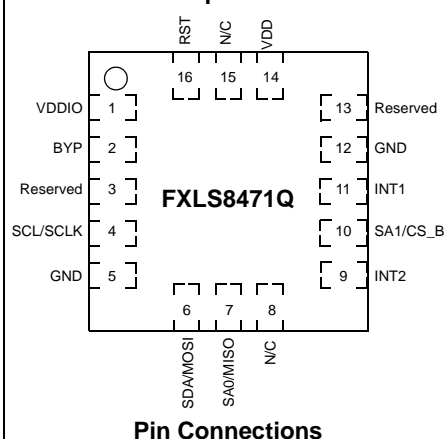 RST
N/C
VDD
16
15
14
VDDIO 1
13 Reserved
BYP 2
12 GND
Reserved 3
FXLS8471Q
11 INT1
SCL/SCLK 4
10 SA1/CS_B
GND 5
9 INT2
6
7
8
SDA/MOSI
SA0/MISO
N/C
Pin Connections